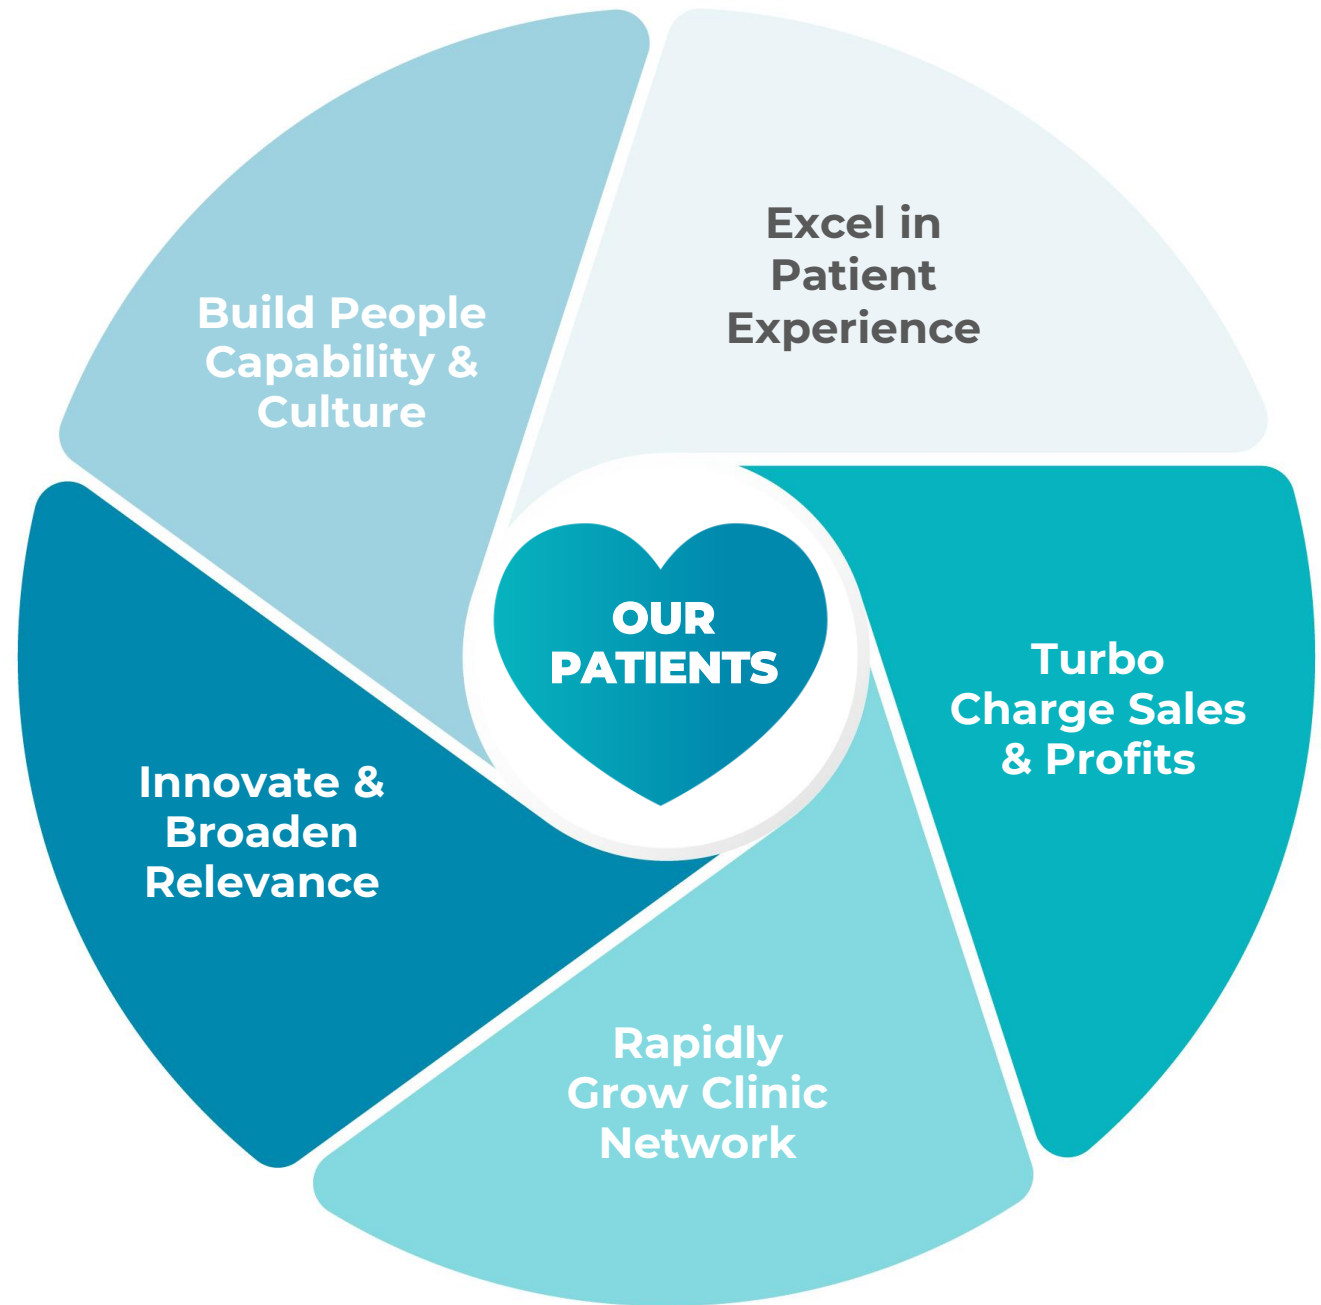 Excel in
Patient
Experience
Build People
Capability &
Culture
OUR
PATIENTS
Turbo
Charge Sales
& Profits
Innovate &
Broaden
Relevance
Rapidly
Grow Clinic
Network